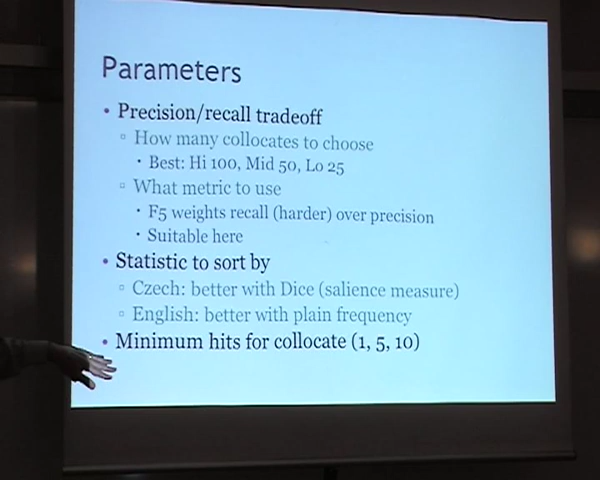 Parameters
• Precision/recall tradeoff
▫ How many collocates to choose
• Best: Hi 100, Mid 50, Lo 25
▫ What metric to use
• F5 weights recall (harder) over precision
• Suitable here
• Statistic to sort by
▫ Czech: better with Dice (salience measure)
▫ English: better with plain frequency
• Minimum hits for collocate (1, 5, 10)